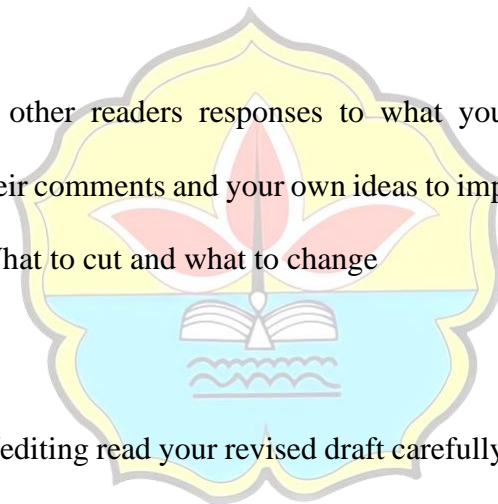 other readers responses to what you
eir comments and your own ideas to imp
hat to cut and what to change
editing read your revised draft carefully